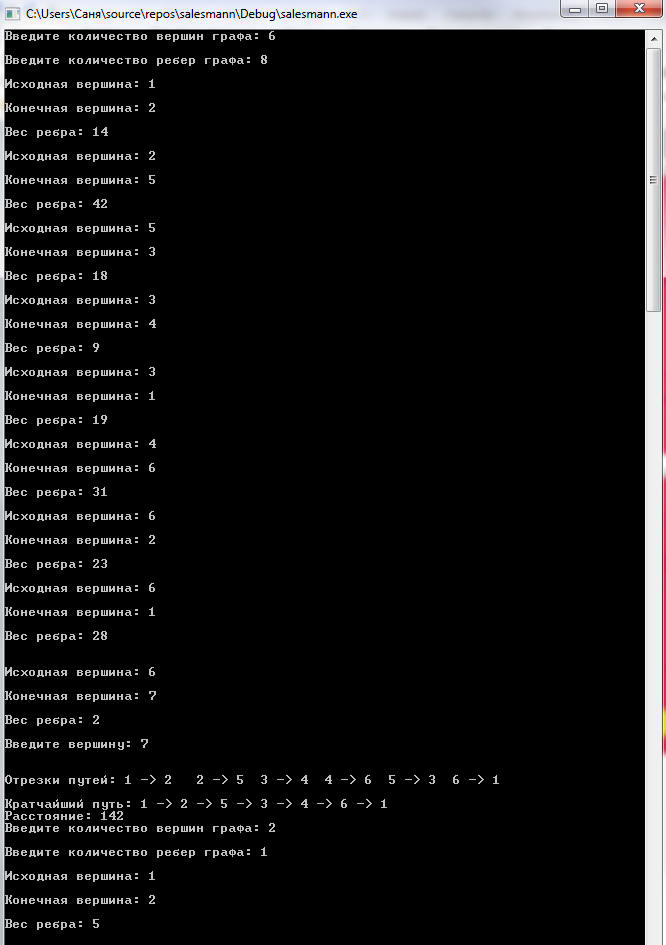 C:\Users\Саня\source\repos\salesmann\Debug\salesmann.exe
Введите количество вершин графа: 6
Введите количество ребер графа: 8
Исходная вершина: 1
Конечная вершина: 2
Вес ребра: 14
Исходная вершина: 2
Конечная вершина: 5
Вес ребра: 42
Исходная вершина: 5
Конечная вершина: 3
Вес ребра: 18
Исходная вершина: 3
Конечная вершина: 4
Вес ребра: 9
Исходная вершина: 3
Конечная вершина: 1
Вес ребра: 19
Исходная вершина: 4
Конечная вершина: 6
Вес ребра: 31
Исходная вершина: 6
Конечная вершина: 2
Вес ребра: 23
Исходная вершина: 6
Конечная вершина: 1
Вес ребра: 28
Исходная вершина: 6
Конечная вершина: 7
Вес ребра: 2
Введите вершину: 7
Отрезки путей: 1 -> 2   2 -> 5  3 -> 4  4 -> 6  5 -> 3  6 -> 1
Кратчайший путь: 1 -> 2 -> 5 -> 3 -> 4 -> 6 -> 1
Расстояние: 142
Введите количество вершин графа: 2
Введите количество ребер графа: 1
Исходная вершина: 1
Конечная вершина: 2
Вес ребра: 5